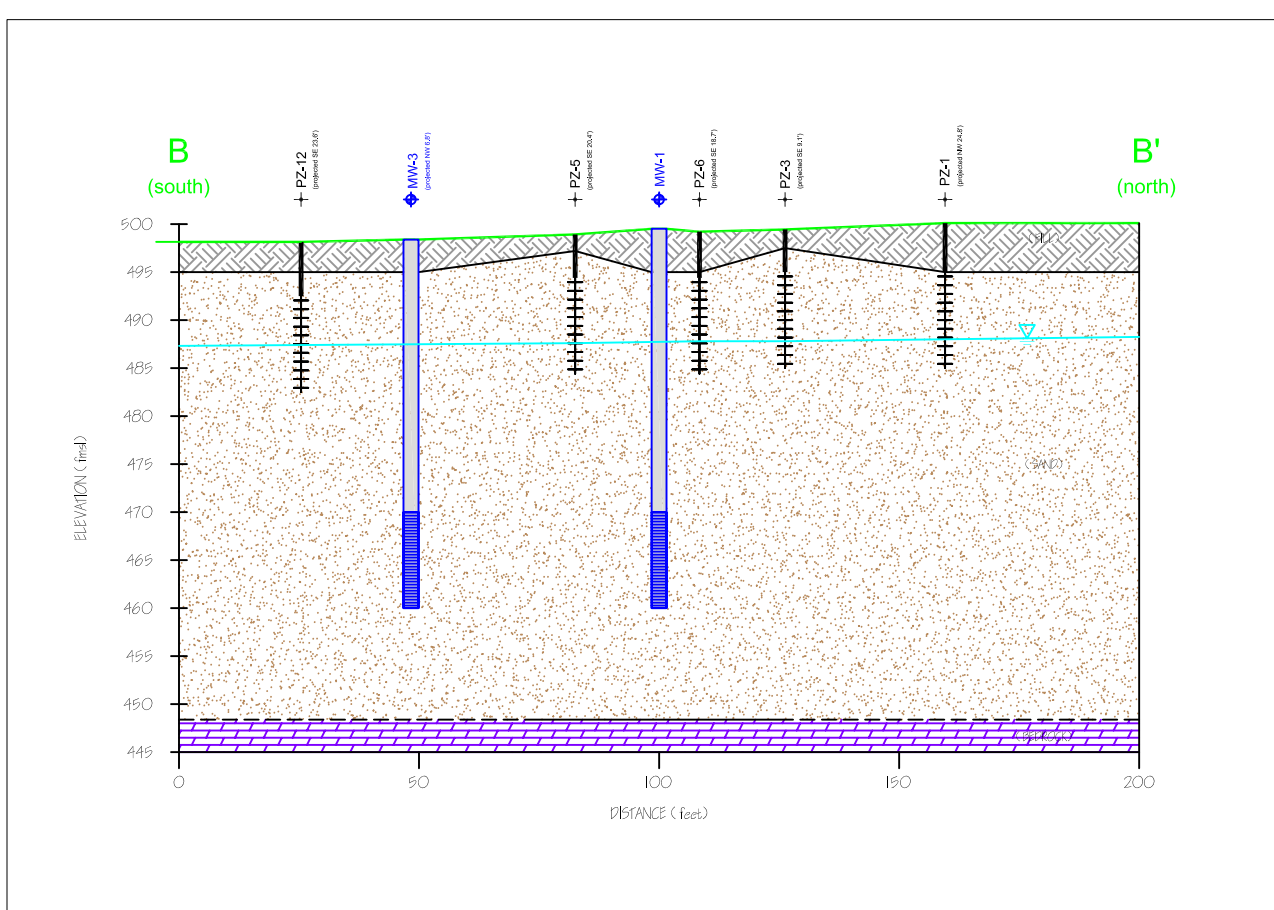 B
(south)
PZ-12
(projected SE 23.6')
MW-3
(projected NW 6.8')
PZ-5
(projected SE 20.4')
MW-1
PZ-6
(projected SE 18.7')
PZ-3
(projected SE 9.1')
PZ-1
(projected NW 24.8')
B'
(north)
500
495
490
485
480
475
470
465
460
455
450
445
ELEVATION (fmsl)
(FILL)
(SAND)
(BEDROCK)
0
50
100
150
200
DISTANCE (feet)